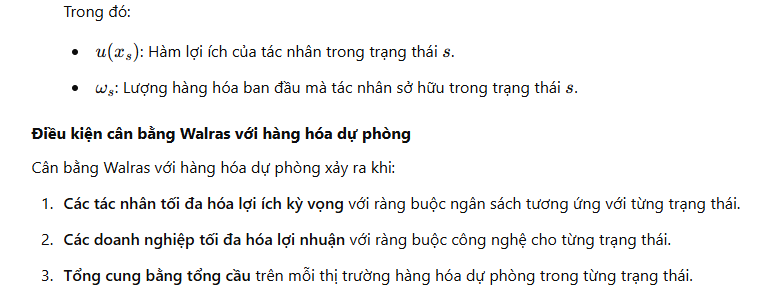 Trong đó:
• u(xₛ): Hàm lợi ích của tác nhân trong trạng thái s.
• ωₛ: Lượng hàng hóa ban đầu mà tác nhân sở hữu trong trạng thái s.
Điều kiện cân bằng Walras với hàng hóa dự phòng
Cân bằng Walras với hàng hóa dự phòng xảy ra khi:
1. Các tác nhân tối đa hóa lợi ích kỳ vọng với ràng buộc ngân sách tương ứng với từng trạng thái.
2. Các doanh nghiệp tối đa hóa lợi nhuận với ràng buộc công nghệ cho từng trạng thái.
3. Tổng cung bằng tổng cầu trên mỗi thị trường hàng hóa dự phòng trong từng trạng thái.